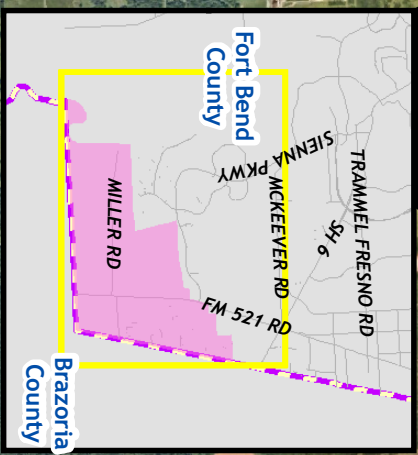 Fort Bend
County
SIENNA PKWY
TRAMMEL FRESNO RD
MCKEEVER RD
SH 6
MILLER RD
FM 521 RD
Brazoria
County